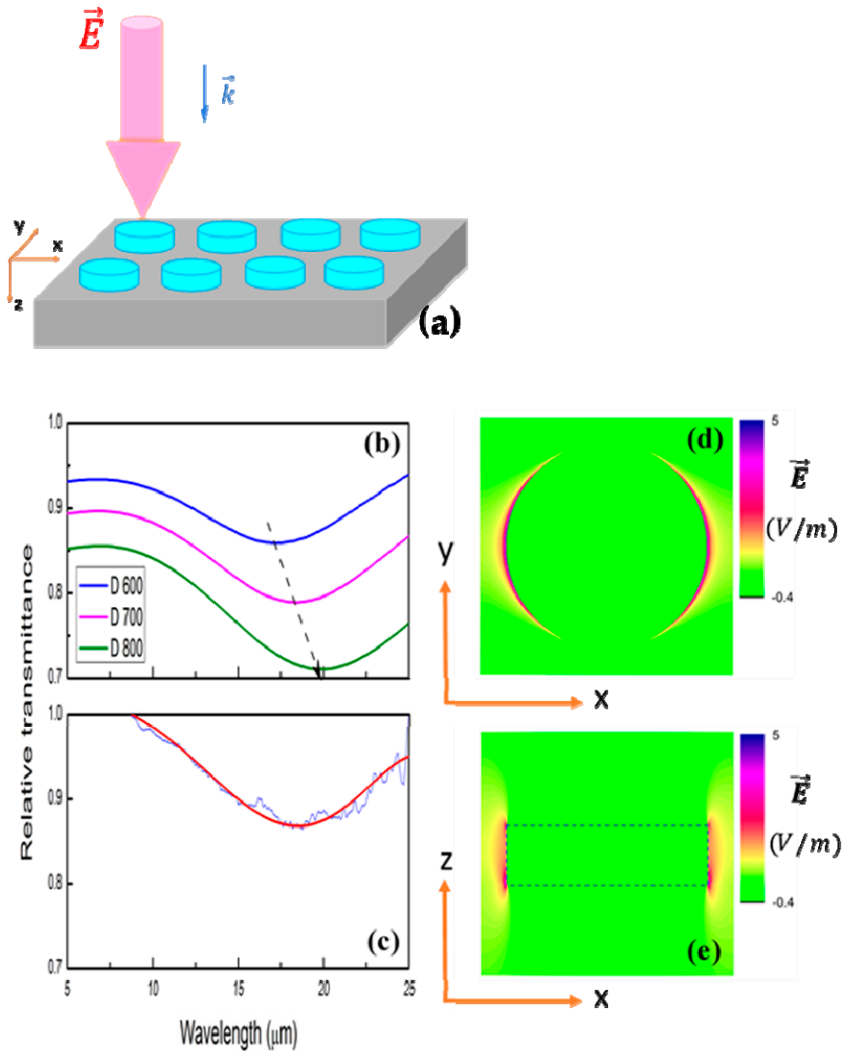 E
k
y
x
z
(a)
1.0
0.9
0.8
0.7
(b)
D 600
D 700
D 800
1.0
0.9
0.8
0.7
(c)
5
10
15
20
25
Relative transmittance
Wavelength (μm)
(d)
5
E
(V/m)
-0.4
y
x
5
E
(V/m)
-0.4
(e)
z
x